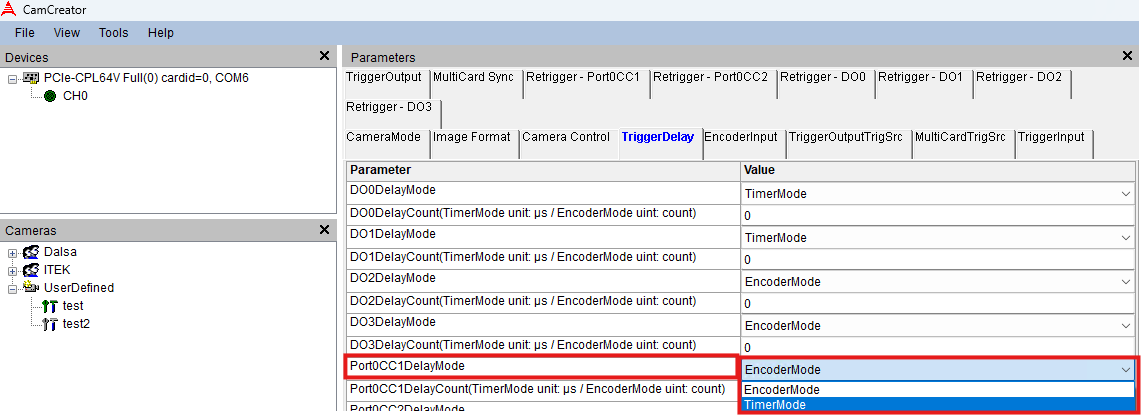 CamCreator
File View Tools Help
Devices
PCIe-CPL64V Full(0) cardid=0, COM6
CH0
Cameras
Dalsa
ITEK
UserDefined
test
test2
Parameters
TriggerOutput MultiCard Sync Retrigger - Port0CC1 Retrigger - Port0CC2 Retrigger - DO0 Retrigger - DO1 Retrigger - DO2
Retrigger - DO3
CameraMode Image Format Camera Control TriggerDelay EncoderInput TriggerOutputTrigSrc MultiCardTrigSrc TriggerInput
Parameter Value
DO0DelayMode TimerMode
DO0DelayCount(TimerMode unit: µs / EncoderMode uint: count) 0
DO1DelayMode TimerMode
DO1DelayCount(TimerMode unit: µs / EncoderMode uint: count) 0
DO2DelayMode EncoderMode
DO2DelayCount(TimerMode unit: µs / EncoderMode uint: count) 0
DO3DelayMode EncoderMode
DO3DelayCount(TimerMode unit: µs / EncoderMode uint: count) 0
Port0CC1DelayMode EncoderMode
Port0CC1DelayCount(TimerMode unit: µs / EncoderMode uint: count) EncoderMode
Port0CC2DelayMode TimerMode